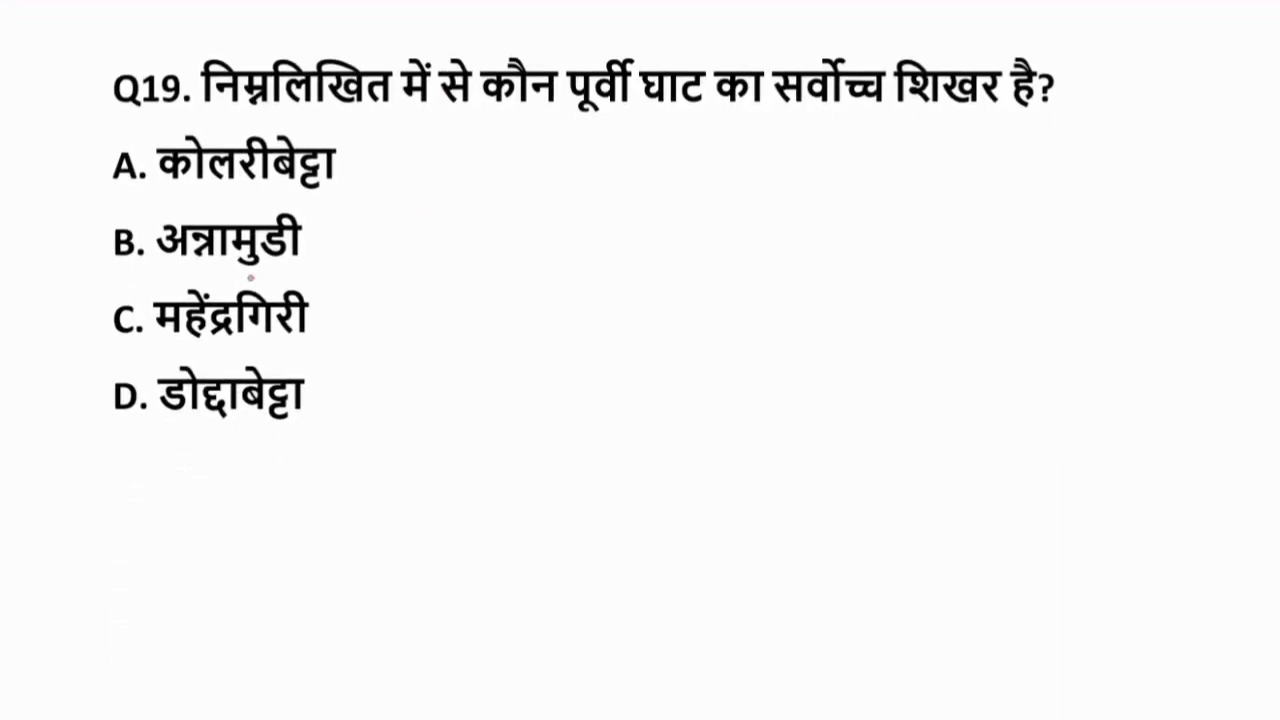 Q19. निम्नलिखित में से कौन पूर्वी घाट का सर्वोच्च शिखर है?
A. कोलरीबेट्टा
B. अन्नामुडी
C. महेंद्रगिरी
D. डोद्दाबेट्टा